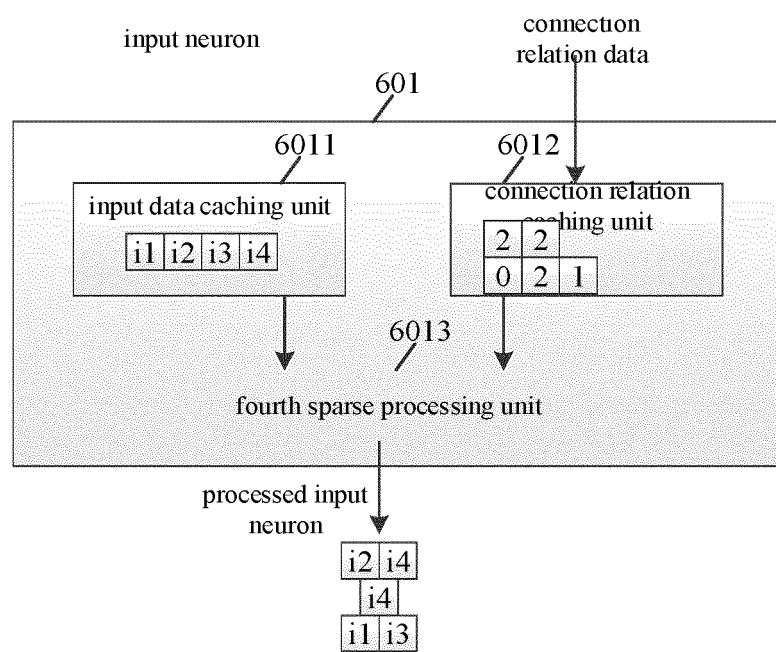 input neuron
connection
relation data
601
6011
6012
input data caching unit
i1 i2 i3 i4
connection relation
caching unit
2 2
0 2 1
6013
fourth sparse processing unit
processed input
neuron
i2 i4
i4
i1 i3